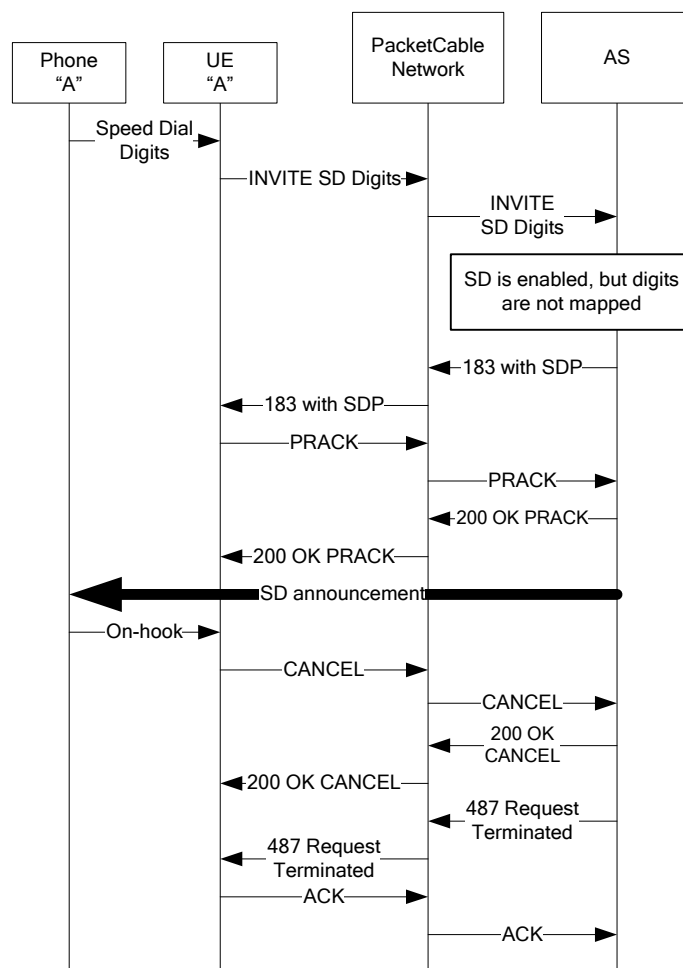 Phone
“A”
UE
“A”
PacketCable
Network
AS
Speed Dial
Digits
INVITE SD Digits
INVITE
SD Digits
SD is enabled, but digits
are not mapped
183 with SDP
183 with SDP
PRACK
PRACK
200 OK PRACK
200 OK PRACK
SD announcement
On-hook
CANCEL
CANCEL
200 OK
CANCEL
200 OK CANCEL
487 Request
Terminated
487 Request
Terminated
ACK
ACK